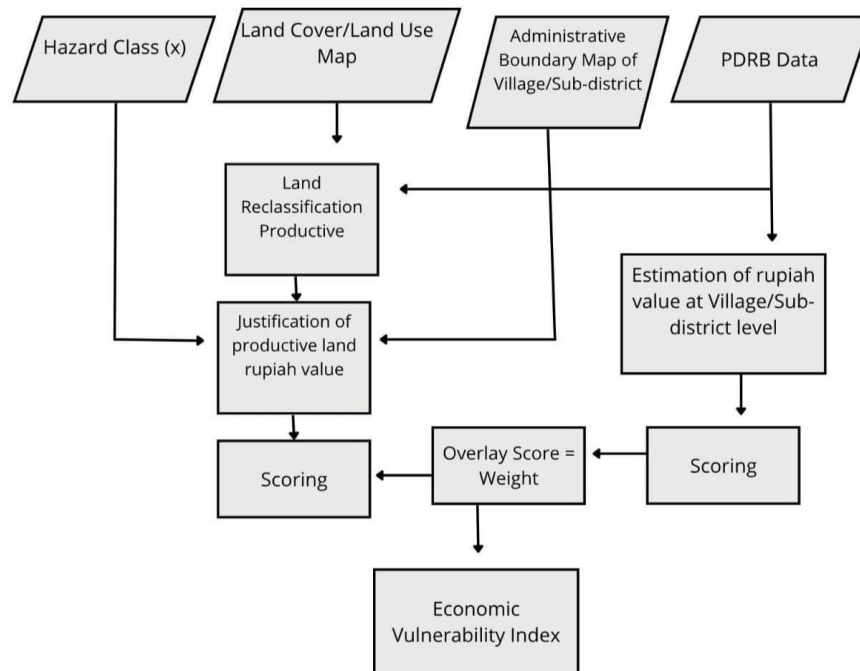 Hazard Class (x)
Land Cover/Land Use
Map
Administrative
Boundary Map of
Village/Sub-district
PDRB Data
Land
Reclassification
Productive
Estimation of rupiah
value at Village/Sub-
district level
Justification of
productive land
rupiah value
Scoring
Overlay Score =
Weight
Scoring
Economic
Vulnerability Index